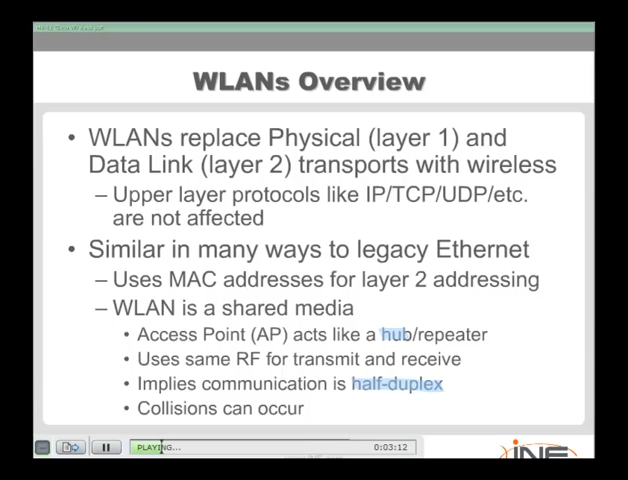 WLANs Overview
• WLANs replace Physical (layer 1) and
Data Link (layer 2) transports with wireless
– Upper layer protocols like IP/TCP/UDP/etc.
are not affected
• Similar in many ways to legacy Ethernet
– Uses MAC addresses for layer 2 addressing
– WLAN is a shared media
• Access Point (AP) acts like a hub/repeater
• Uses same RF for transmit and receive
• Implies communication is half-duplex
• Collisions can occur
PLAYING... 0:03:12
iNE